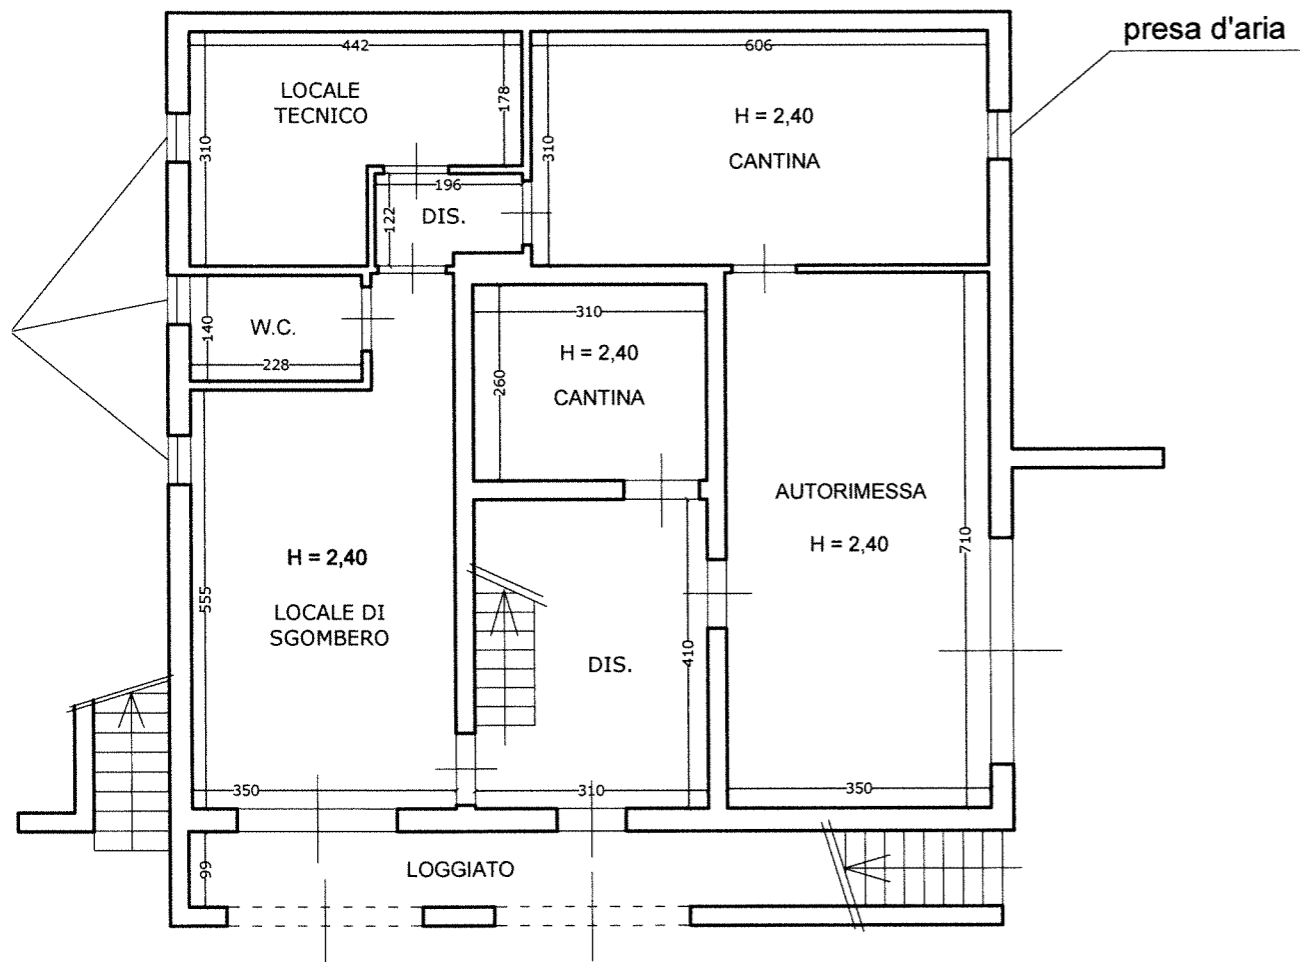 presa d'aria
442
606
LOCALE
TECNICO
178
310
310
H = 2,40
CANTINA
196
122
DIS.
W.C.
140
228
310
H = 2,40
CANTINA
260
AUTORIMESSA
H = 2,40
710
H = 2,40
LOCALE DI
SGOMBERO
555
DIS.
410
350
310
350
LOGGIATO
99